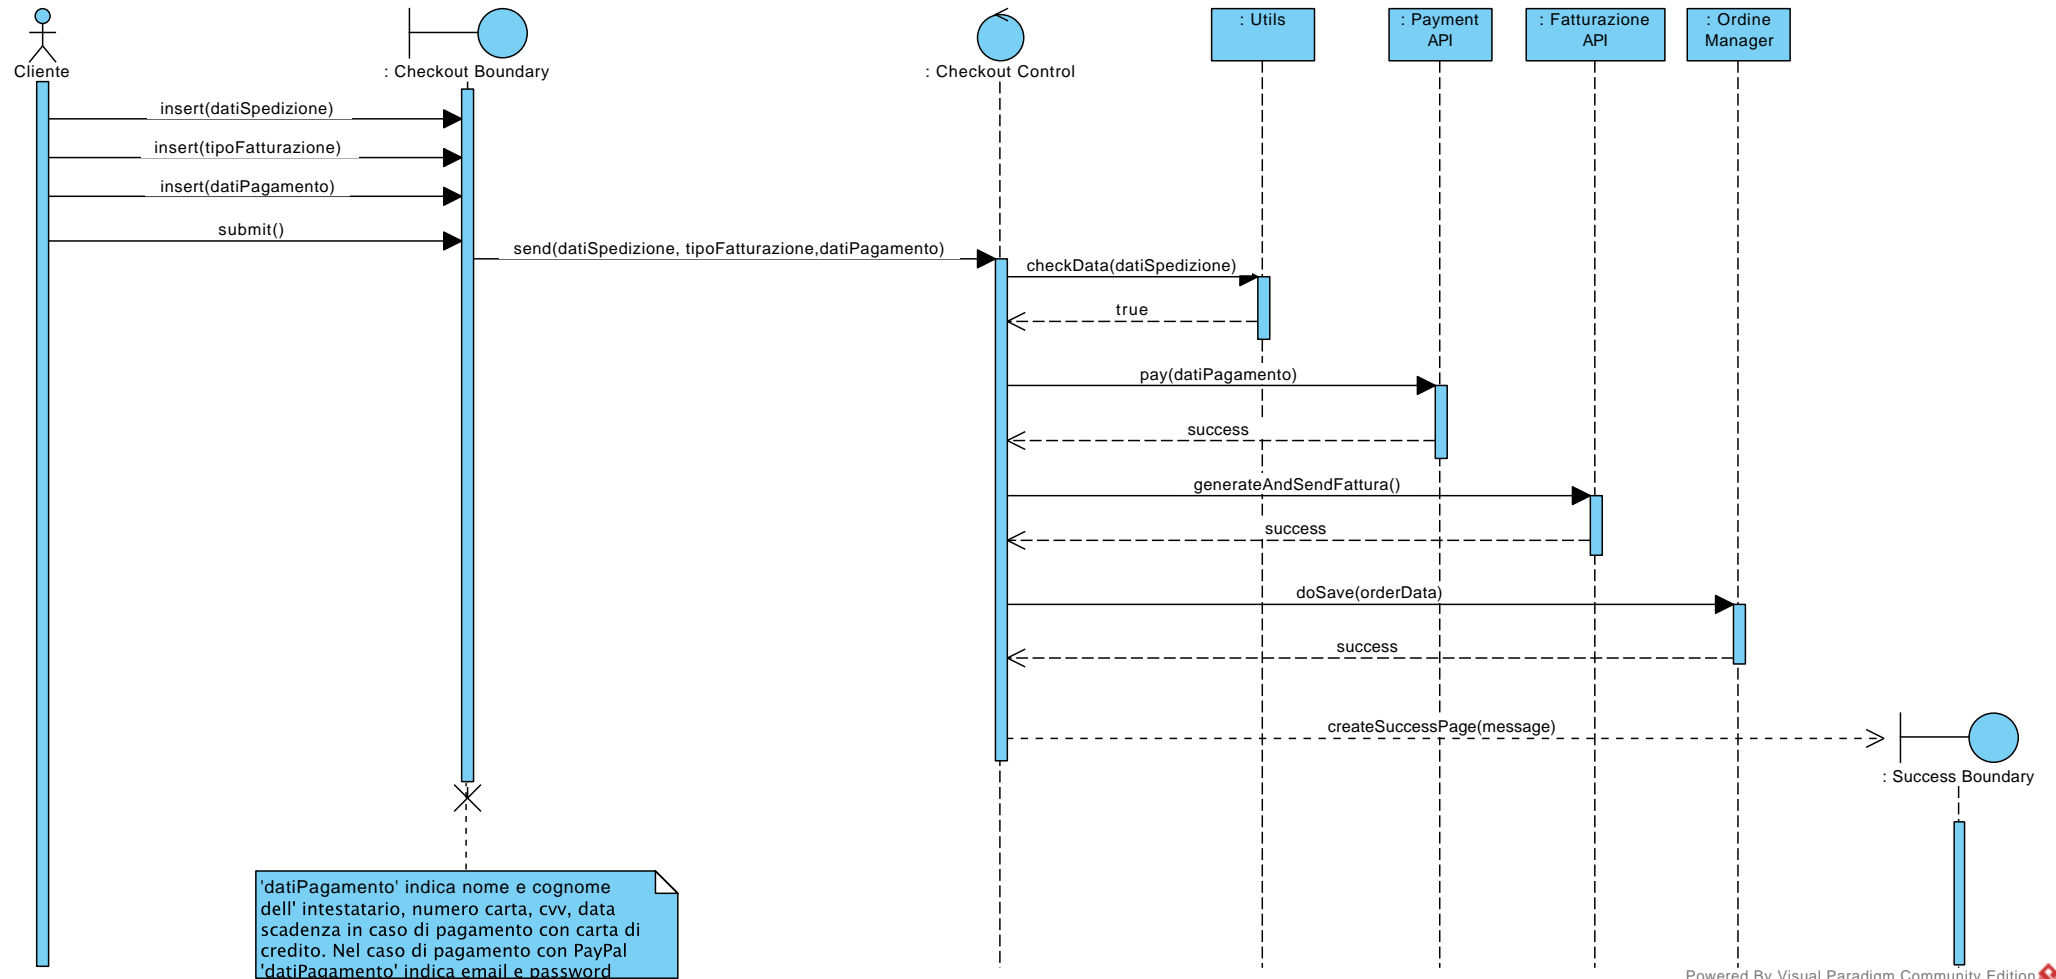 : Utils
: Payment
API
: Fatturazione
API
: Ordine
Manager
Cliente
: Checkout Boundary
: Checkout Control
insert(datiSpedizione)
insert(tipoFatturazione)
insert(datiPagamento)
submit()
send(datiSpedizione, tipoFatturazione,datiPagamento)
checkData(datiSpedizione)
true
pay(datiPagamento)
success
generateAndSendFattura()
success
doSave(orderData)
success
createSuccessPage(message)
: Success Boundary
'datiPagamento' indica nome e cognome
dell' intestatario, numero carta, cvv, data
scadenza in caso di pagamento con carta di
credito. Nel caso di pagamento con PayPal
'datiPagamento' indica email e password
Powered By Visual Paradigm Community Edition